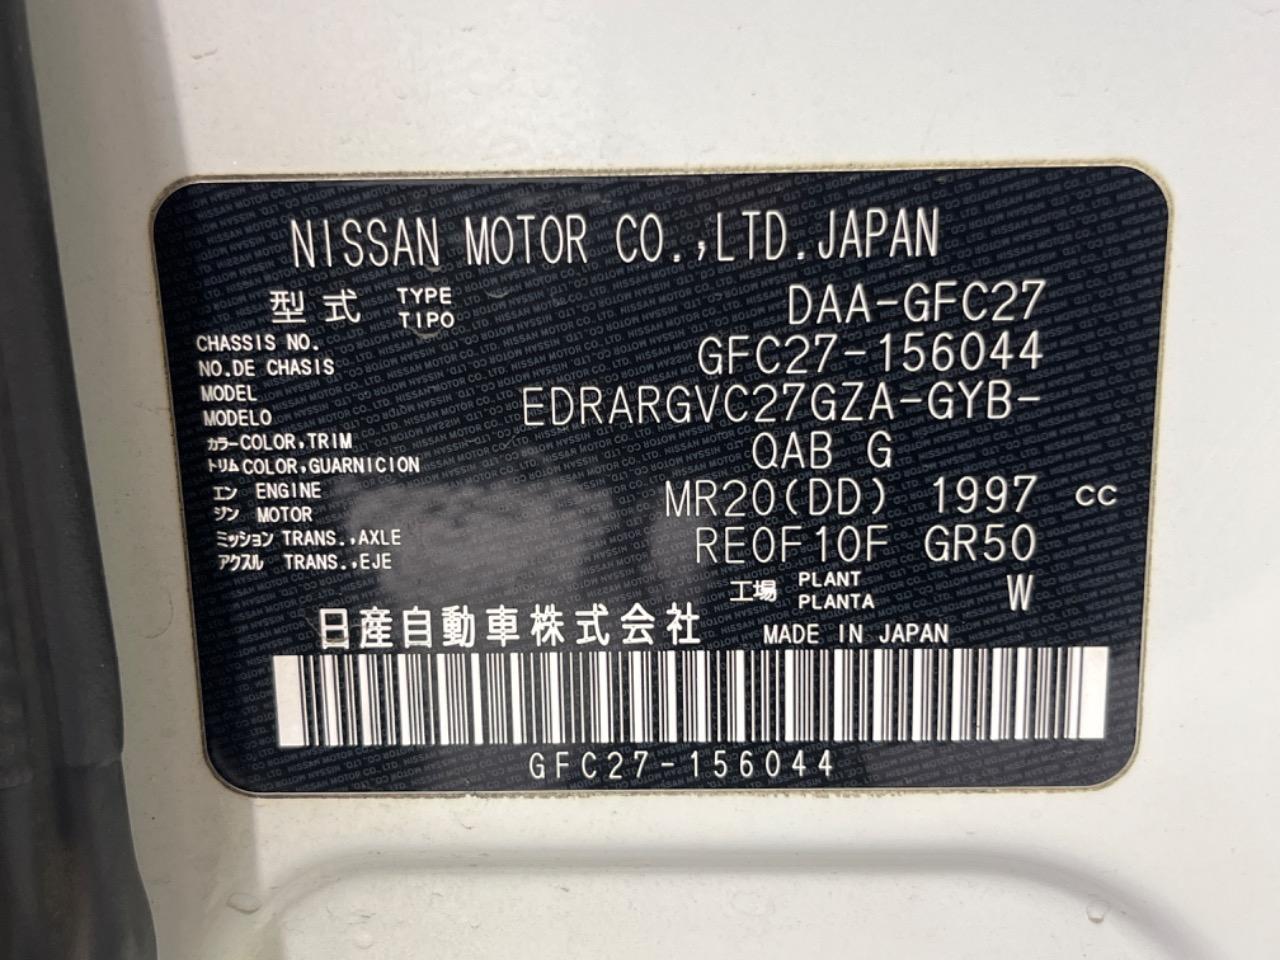 NISSAN MOTOR CO.,LTD.JAPAN
型式 TYPE TIPO DAA-GFC27
CHASSIS NO.
NO.DE CHASIS GFC27-156044
MODEL
MODELO EDRARGVC27GZA-GYB-
カラー COLOR,TRIM
トリム COLOR,GUARNICION QAB G
エン ENGINE
ジン MOTOR MR20(DD) 1997 cc
ミッション TRANS.,AXLE
アクスル TRANS.,EJE RE0F10F GR50
工場 PLANT PLANTA W
日産自動車株式会社 MADE IN JAPAN
GFC27-156044